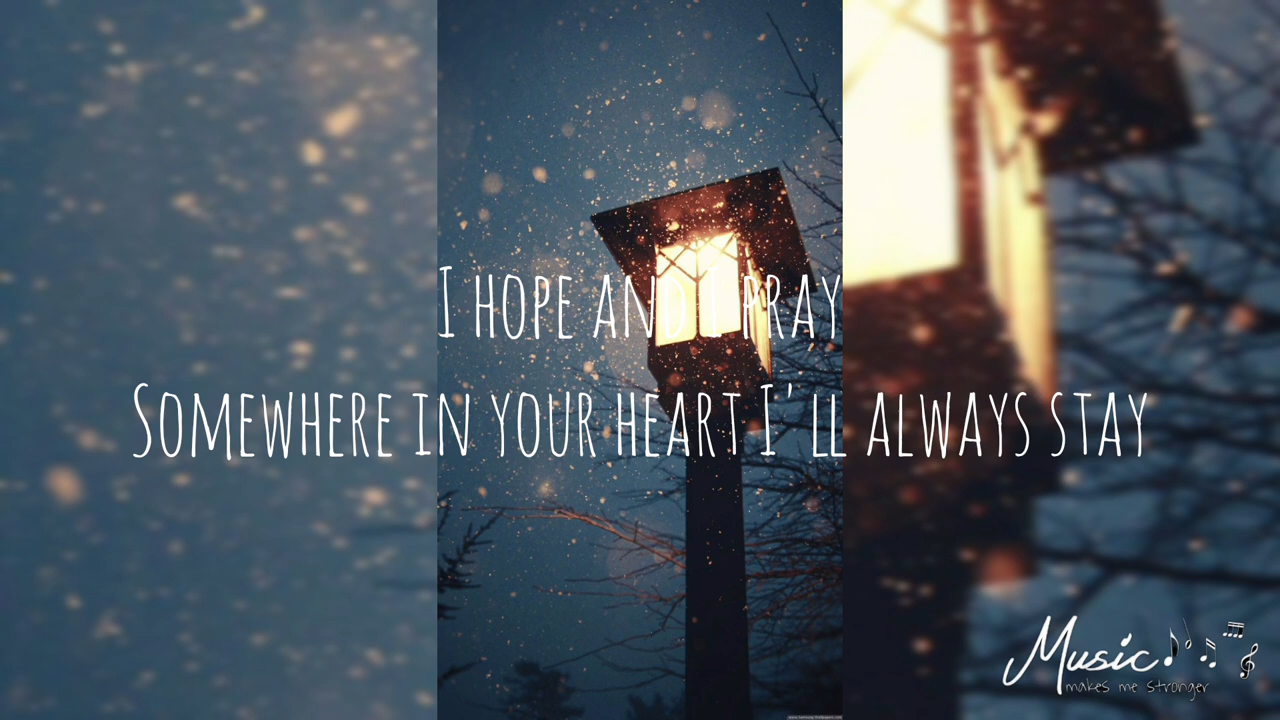 I hope and I pray
Somewhere in your heart I'll always stay
Music
makes me stronger